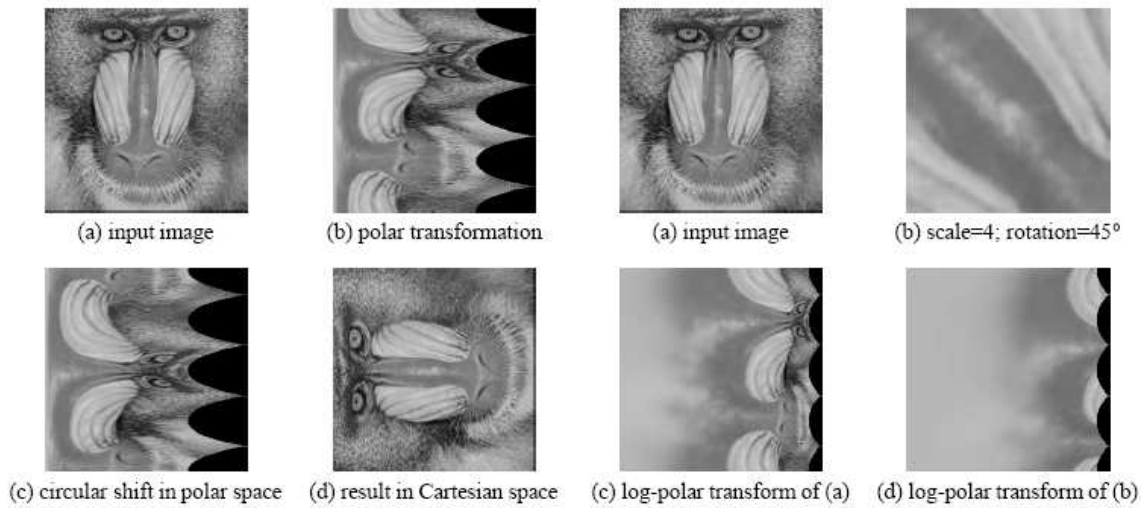 (a) input image
(b) polar transformation
(a) input image
(b) scale=4; rotation=45º
(c) circular shift in polar space
(d) result in Cartesian space
(c) log-polar transform of (a)
(d) log-polar transform of (b)